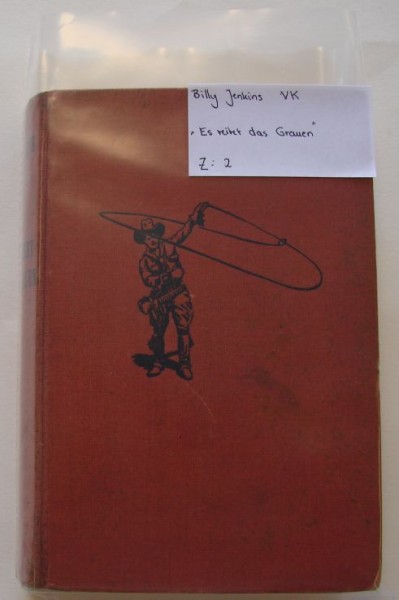 Billy Jenkins VK
„Es reitet das Grauen"
Z: 2